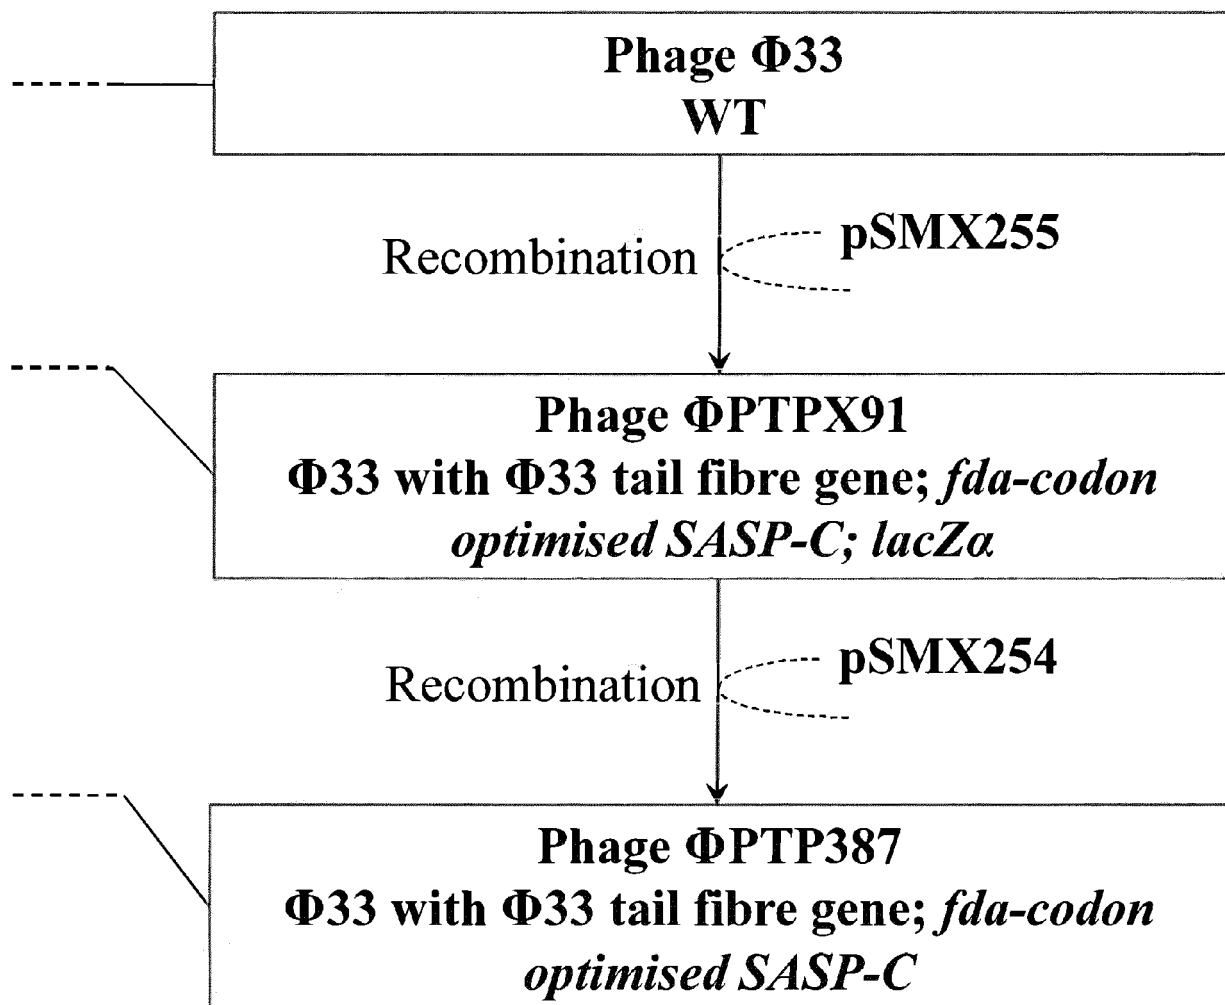 Phage Φ33
WT
Recombination
pSMX255
Phage ΦPTPX91
Φ33 with Φ33 tail fibre gene; fda-codon
optimised SASP-C; lacZα
Recombination
pSMX254
Phage ΦPTP387
Φ33 with Φ33 tail fibre gene; fda-codon
optimised SASP-C